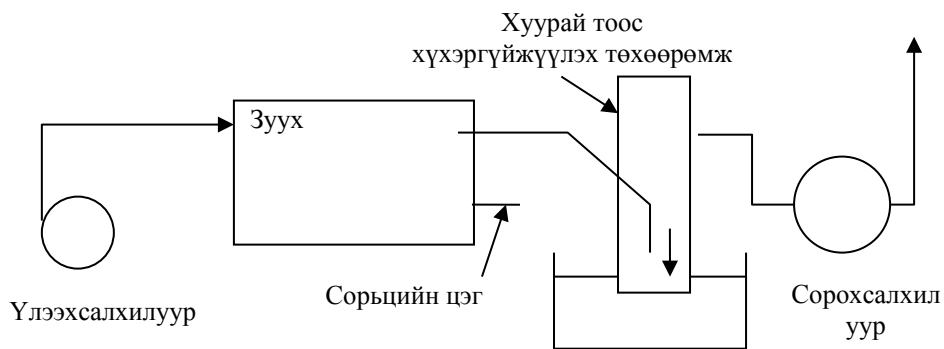 Хуурай тоос
хүхэргүйжүүлэх төхөөрөмж
Зуух
Сорьцийн цэг
Үлээхсалхилуур
Сорохсалхил
уур